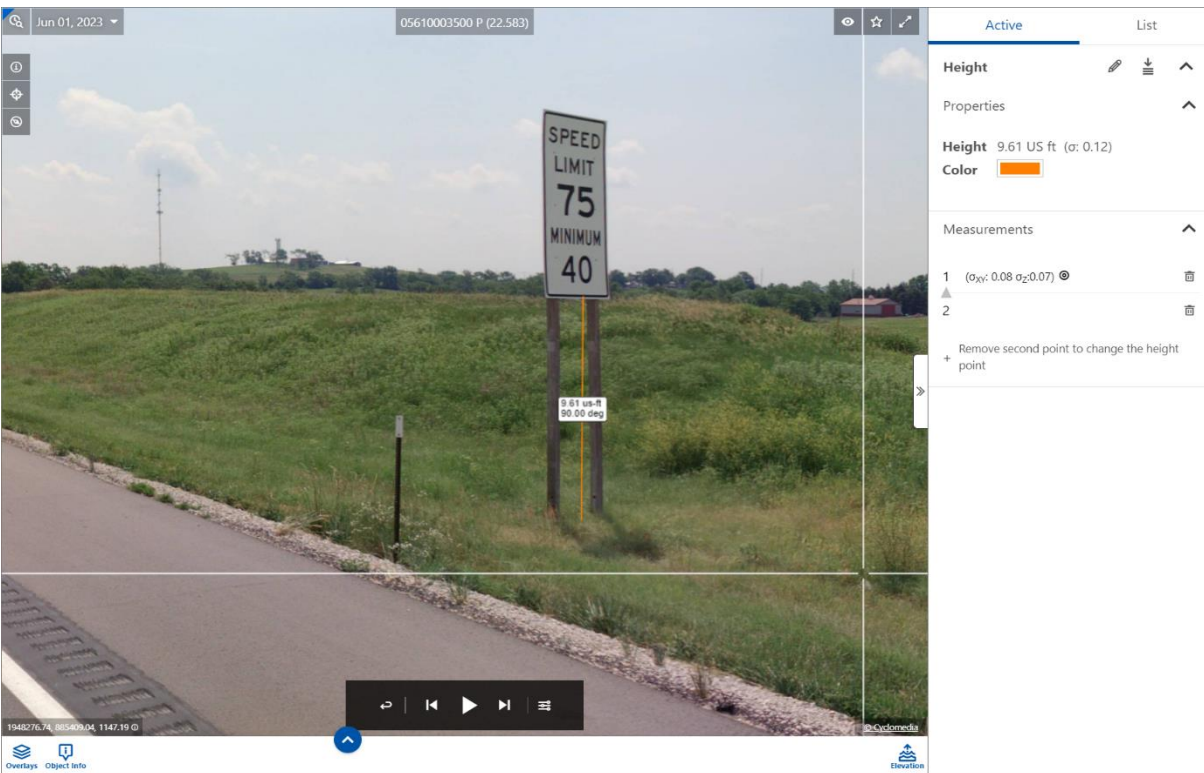 Jun 01, 2023
05610003500 P (22.583)
SPEED
LIMIT
75
MINIMUM
40
9.61 us-ft
90.00 deg
1948276.74, 885409.04, 1147.19
© Cyclomedia
Overlays
Object Info
Elevation
Active
List
Height
Properties
Height 9.61 US ft (σ: 0.12)
Color
Measurements
1 (σXY: 0.08 σZ:0.07)
2
+ Remove second point to change the height
point